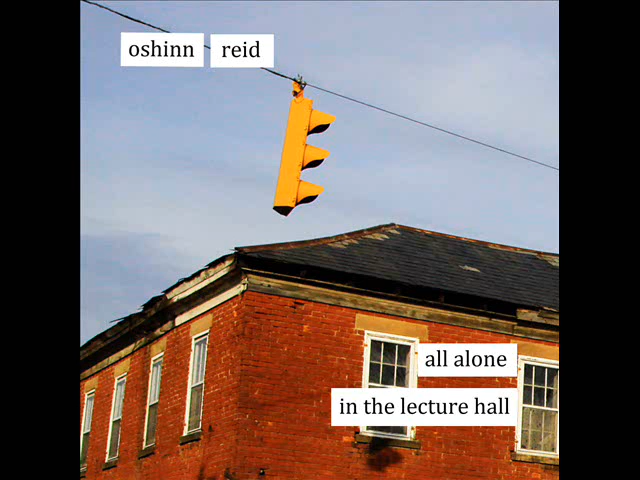 oshinn reid
all alone
in the lecture hall